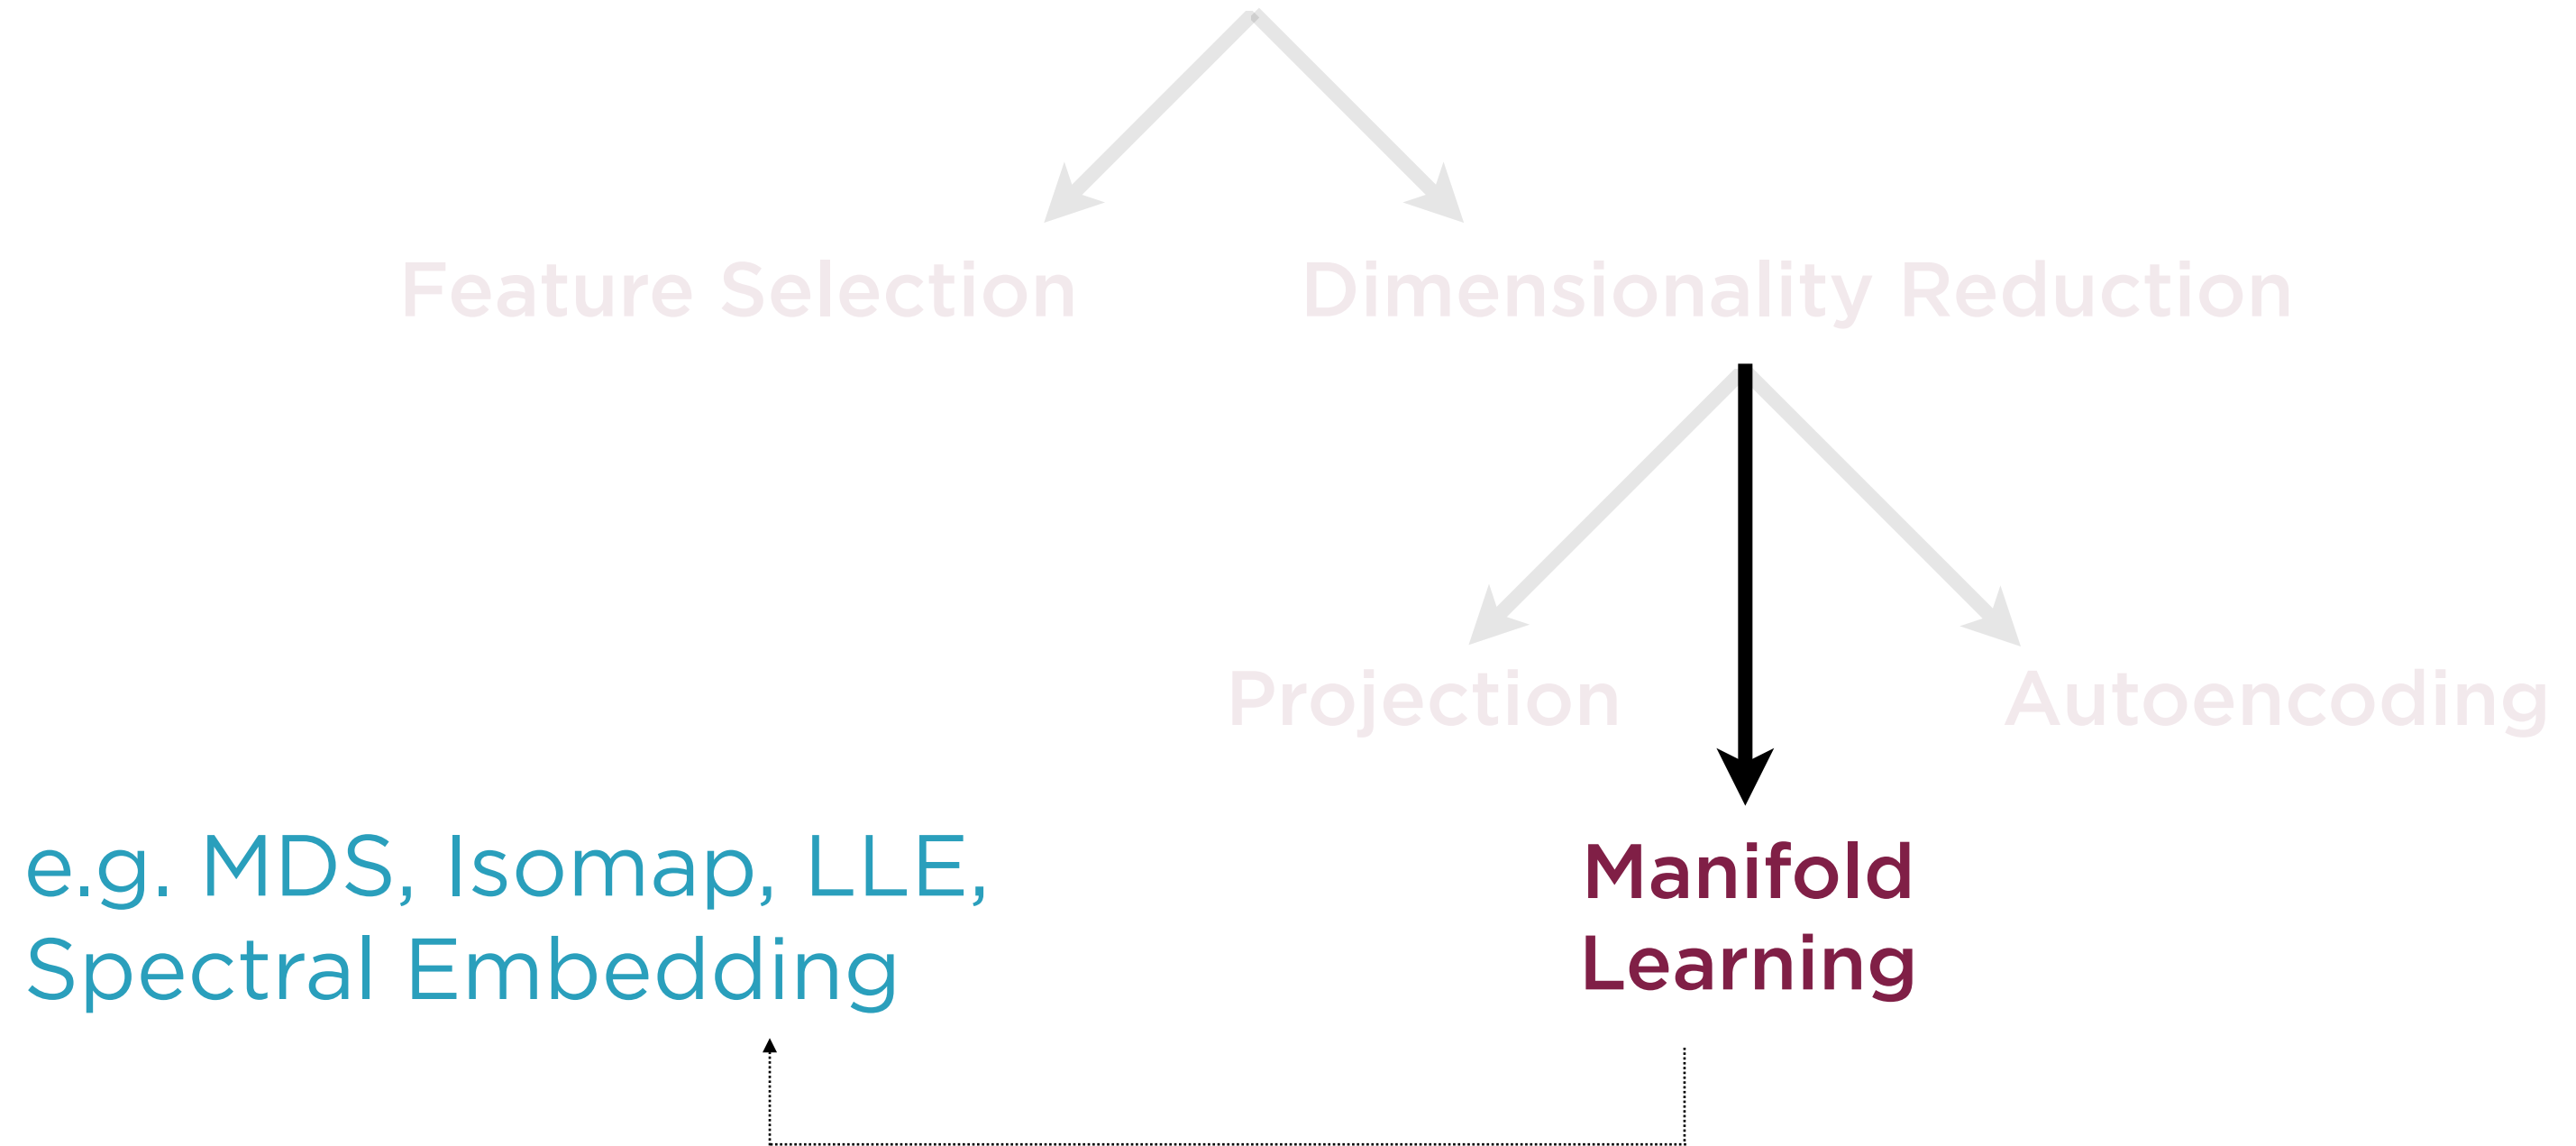 Feature Selection
Dimensionality Reduction
Projection
Autoencoding
e.g. MDS, Isomap, LLE,
Spectral Embedding
Manifold
Learning